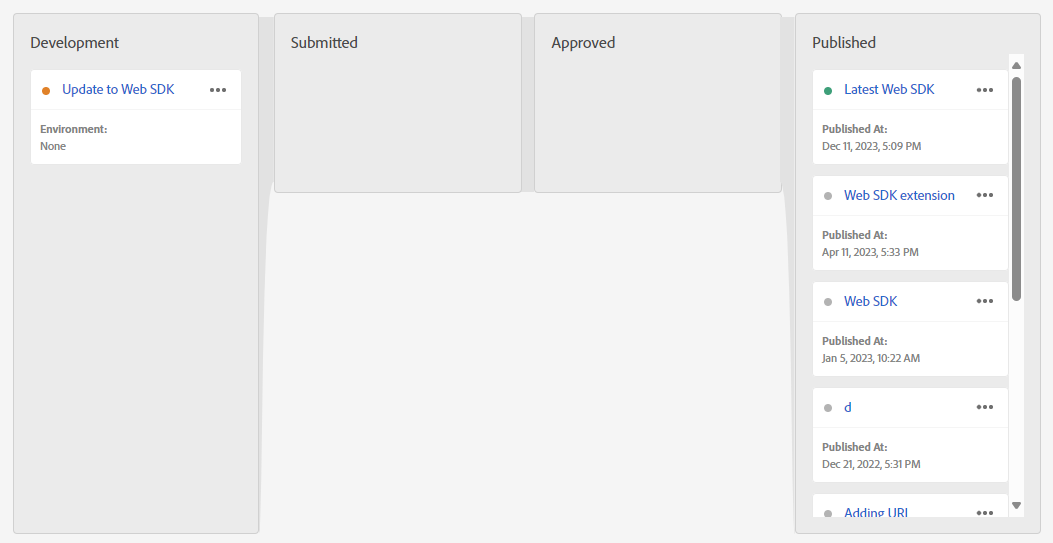 Development
Update to Web SDK
Environment:
None
Submitted
Approved
Published
Latest Web SDK
Published At:
Dec 11, 2023, 5:09 PM
Web SDK extension
Published At:
Apr 11, 2023, 5:33 PM
Web SDK
Published At:
Jan 5, 2023, 10:22 AM
d
Published At:
Dec 21, 2022, 5:31 PM
Adding URL